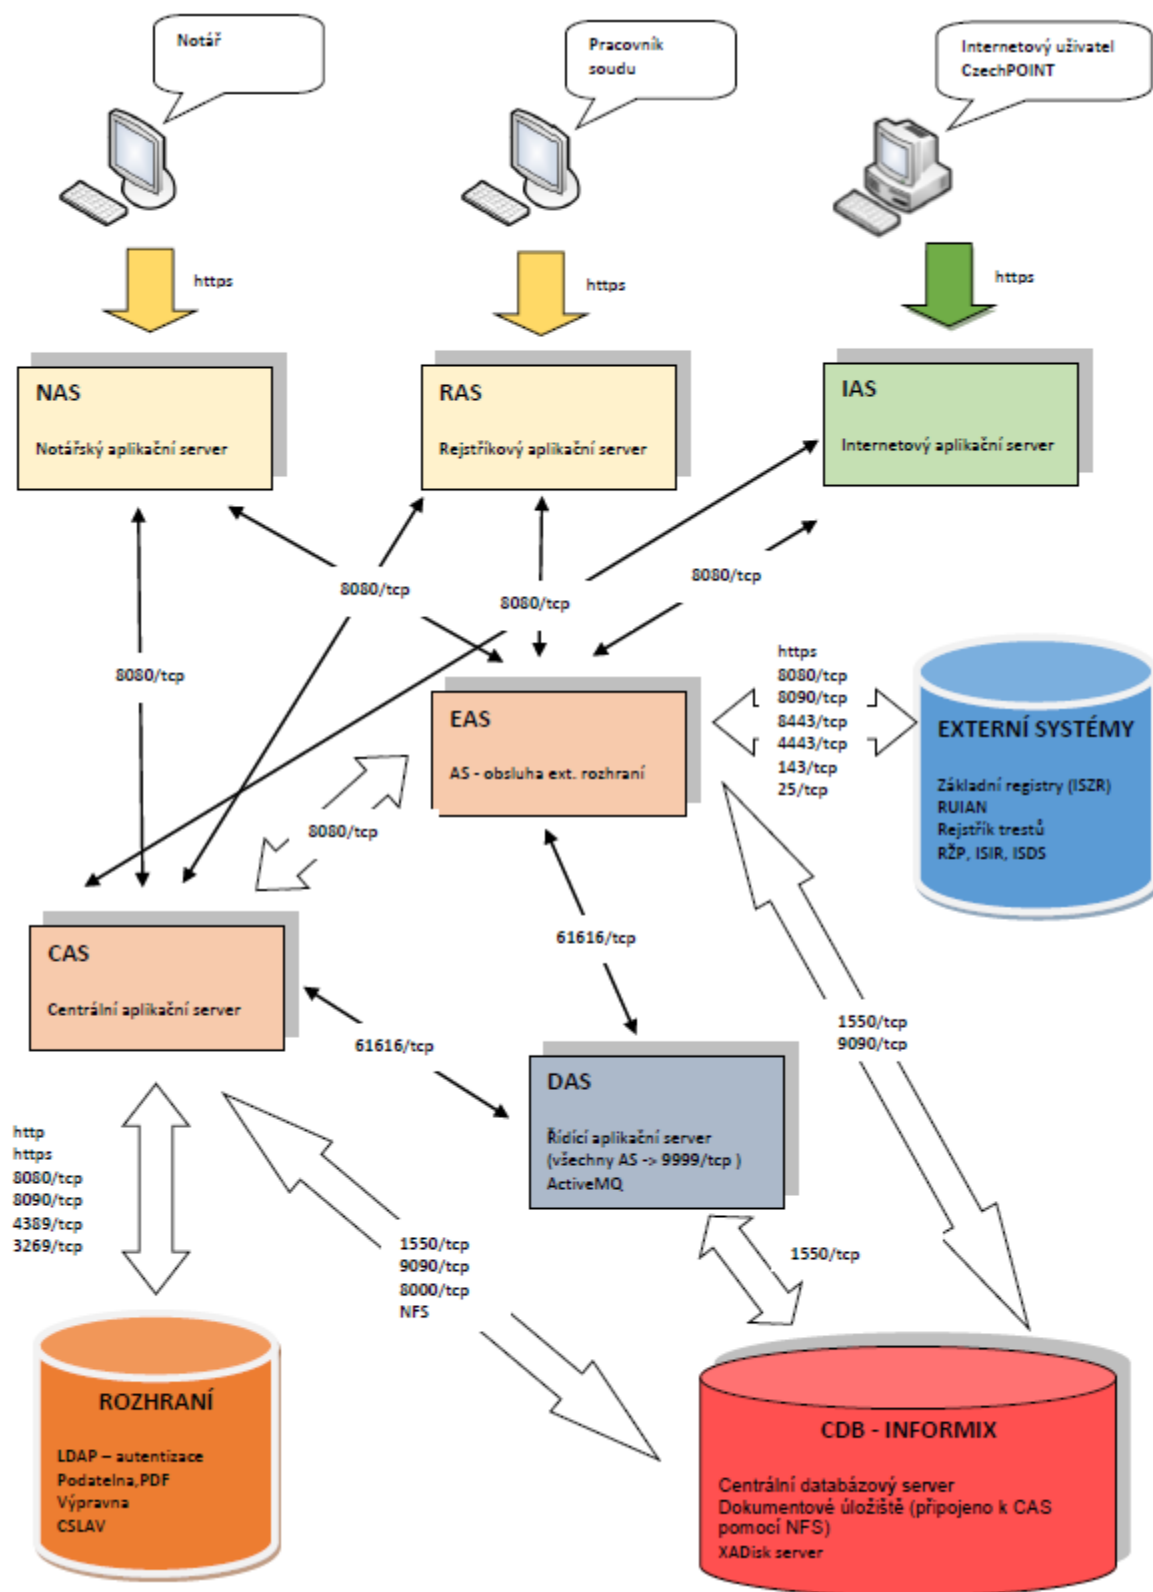 Notář
Pracovník
soudu
Internetový uživatel
CzechPOINT
https
https
https
NAS
Notářský aplikační server
RAS
Rejstříkový aplikační server
IAS
Internetový aplikační server
8080/tcp
8080/tcp
8080/tcp
8080/tcp
https
8080/tcp
8090/tcp
8443/tcp
4443/tcp
143/tcp
25/tcp
EAS
AS - obsluha ext. rozhraní
EXTERNÍ SYSTÉMY
Základní registry (ISZR)
RUIAN
Rejstřík trestů
RŽP, ISIR, ISDS
8080/tcp
61616/tcp
CAS
Centrální aplikační server
61616/tcp
1550/tcp
9090/tcp
DAS
Řídící aplikační server
(všechny AS -> 9999/tcp )
ActiveMQ
http
https
8080/tcp
8090/tcp
4389/tcp
3269/tcp
1550/tcp
9090/tcp
8000/tcp
NFS
1550/tcp
ROZHRANÍ
LDAP – autentizace
Podatelna,PDF
Výpravna
CSLAV
CDB - INFORMIX
Centrální databázový server
Dokumentové úložiště (připojeno k CAS
pomocí NFS)
XADisk server